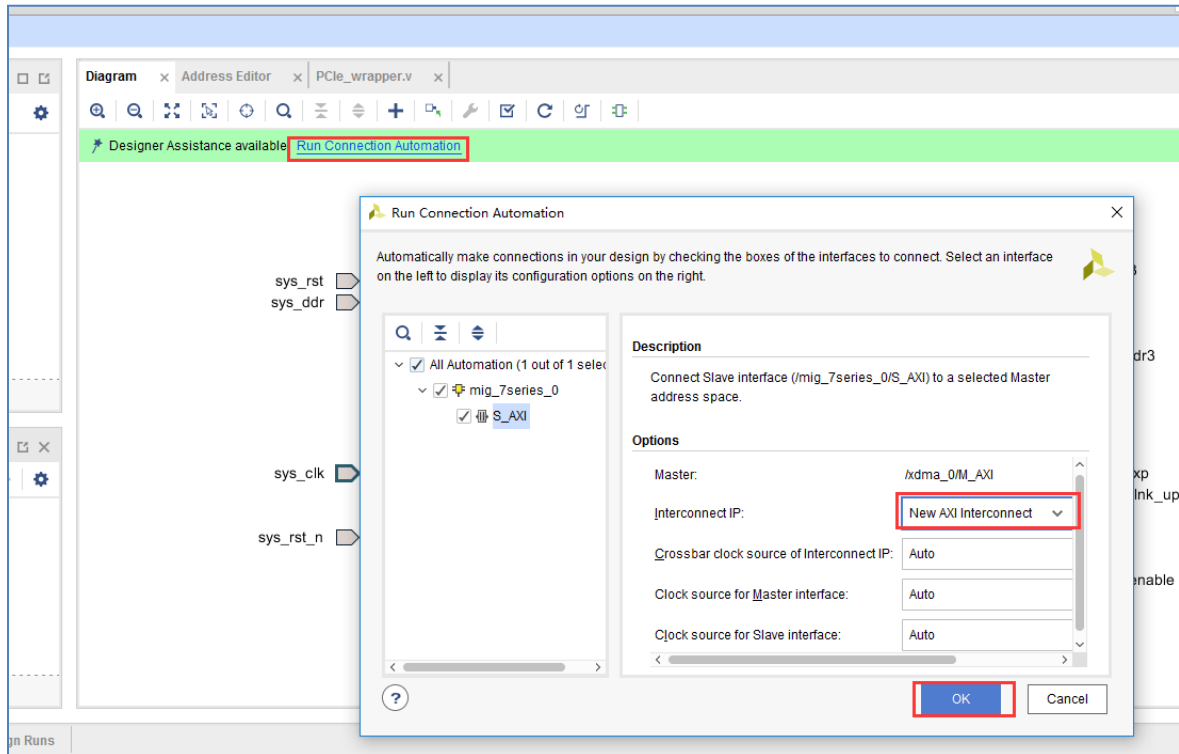 Diagram
Address Editor
PCIe_wrapper.v
Designer Assistance available Run Connection Automation
Run Connection Automation
Automatically make connections in your design by checking the boxes of the interfaces to connect. Select an interface
on the left to display its configuration options on the right.
sys_rst
sys_ddr
All Automation (1 out of 1 selec
mig_7series_0
S_AXI
Description
Connect Slave interface (/mig_7series_0/S_AXI) to a selected Master
address space.
Options
Master: /xdma_0/M_AXI
Interconnect IP: New AXI Interconnect
Crossbar clock source of Interconnect IP: Auto
Clock source for Master interface: Auto
Clock source for Slave interface: Auto
dr3
sys_clk
xp
lnk_up
sys_rst_n
enable
?
OK
Cancel
gn Runs